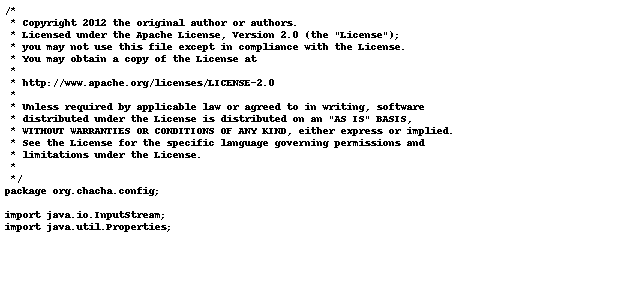 /*
 * Copyright 2012 the original author or authors.
 * Licensed under the Apache License, Version 2.0 (the "License");
 * you may not use this file except in compliance with the License.
 * You may obtain a copy of the License at
 *
 * http://www.apache.org/licenses/LICENSE-2.0
 *
 * Unless required by applicable law or agreed to in writing, software
 * distributed under the License is distributed on an "AS IS" BASIS,
 * WITHOUT WARRANTIES OR CONDITIONS OF ANY KIND, either express or implied.
 * See the License for the specific language governing permissions and
 * limitations under the License.
 *
 */
package org.chacha.config;

import java.io.InputStream;
import java.util.Properties;